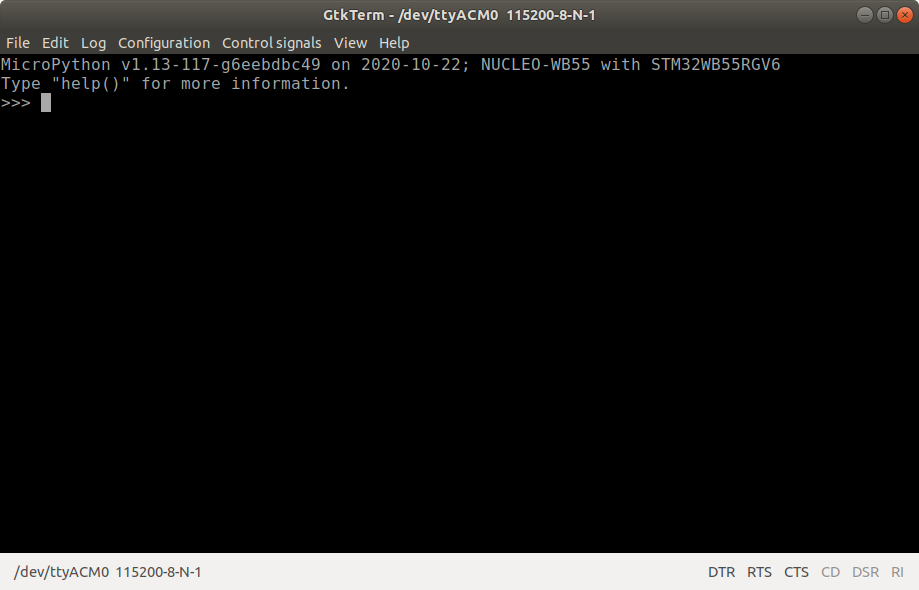 GtkTerm - /dev/ttyACM0 115200-8-N-1
File Edit Log Configuration Control signals View Help
MicroPython v1.13-117-g6eebdbc49 on 2020-10-22; NUCLEO-WB55 with STM32WB55RGV6
Type "help()" for more information.
>>>
/dev/ttyACM0 115200-8-N-1 DTR RTS CTS CD DSR RI